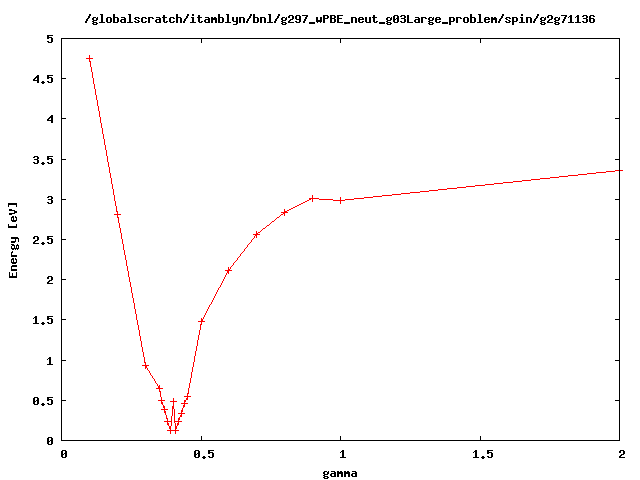 /globalscratch/itamblyn/bnl/g297_wPBE_neut_g03Large_problem/spin/g2g71136
5
4.5
4
3.5
3
2.5
2
1.5
1
0.5
0
Energy [eV]
0 0.5 1 1.5 2
gamma